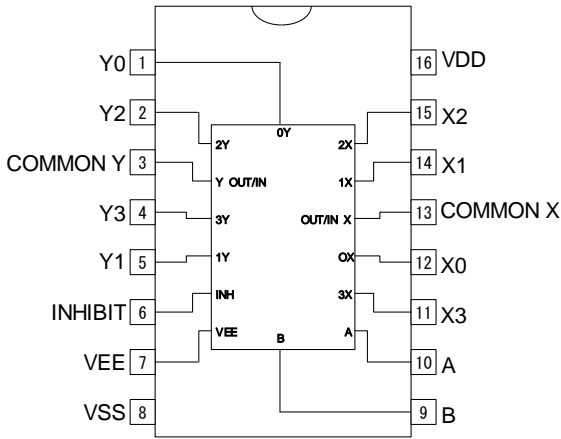 Y0 1
16 VDD
Y2 2
15 X2
0Y
2Y
2X
COMMON Y 3
14 X1
Y OUT/IN
1X
Y3 4
13 COMMON X
3Y
OUT/IN X
Y1 5
12 X0
1Y
0X
INHIBIT 6
11 X3
INH
3X
VEE 7
10 A
VEE
B
A
VSS 8
9 B